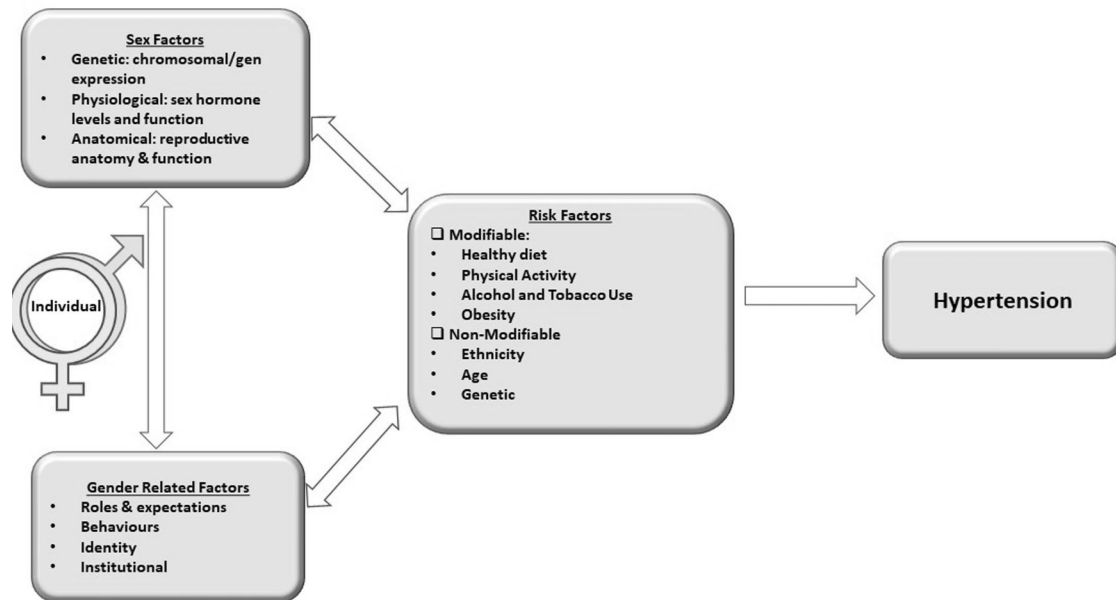 Sex Factors
• Genetic: chromosomal/gen
expression
• Physiological: sex hormone
levels and function
• Anatomical: reproductive
anatomy & function
Individual
Gender Related Factors
• Roles & expectations
• Behaviours
• Identity
• Institutional
Risk Factors
❑ Modifiable:
• Healthy diet
• Physical Activity
• Alcohol and Tobacco Use
• Obesity
❑ Non-Modifiable
• Ethnicity
• Age
• Genetic
Hypertension